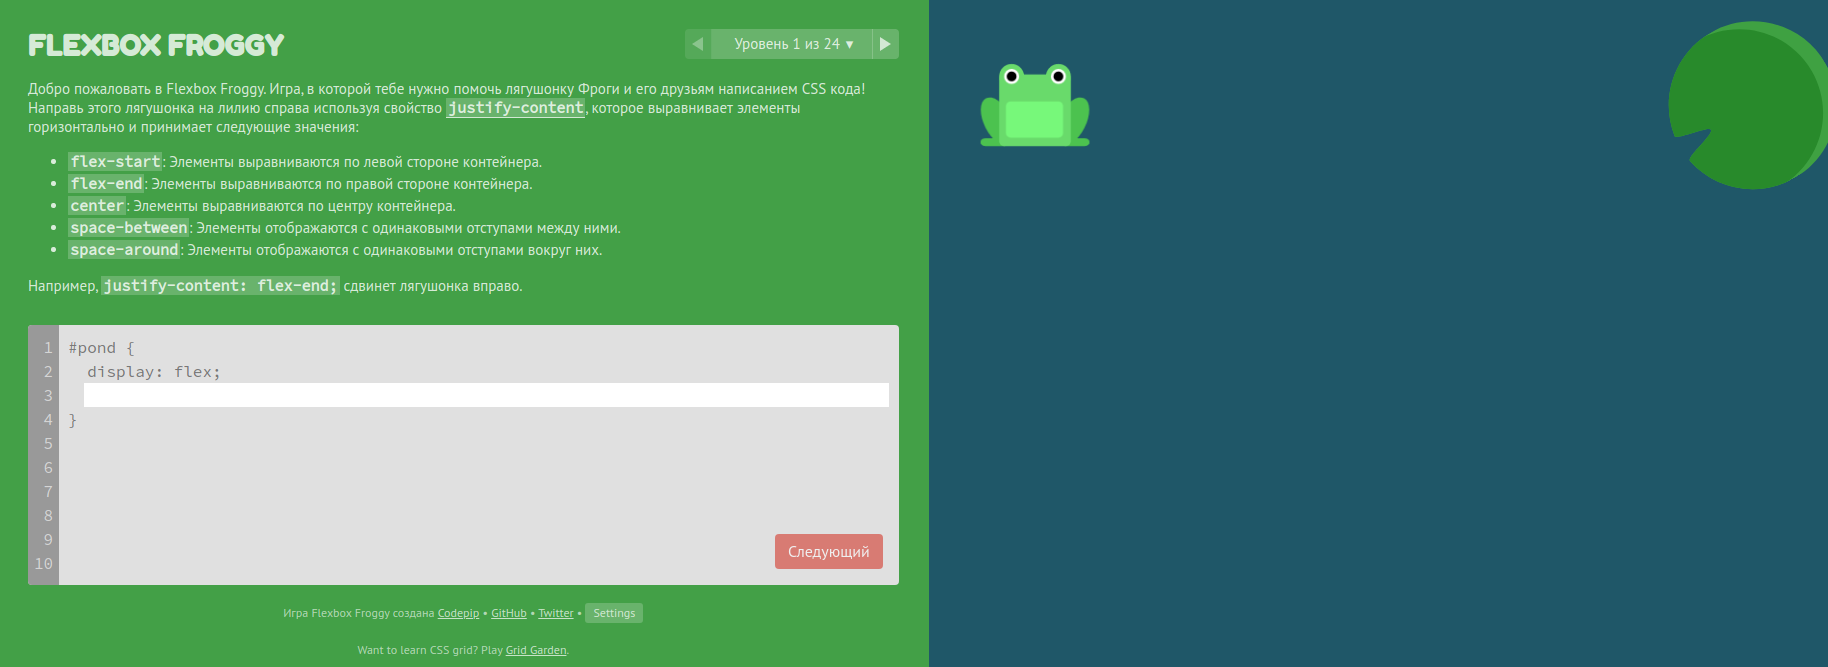 FLEXBOX FROGGY
Уровень 1 из 24 ▼
Добро пожаловать в Flexbox Froggy. Игра, в которой тебе нужно помочь лягушонку Фроги и его друзьям написанием CSS кода!
Направь этого лягушонка на лилию справа используя свойство justify-content, которое выравнивает элементы
горизонтально и принимает следующие значения:
• flex-start: Элементы выравниваются по левой стороне контейнера.
• flex-end: Элементы выравниваются по правой стороне контейнера.
• center: Элементы выравниваются по центру контейнера.
• space-between: Элементы отображаются с одинаковыми отступами между ними.
• space-around: Элементы отображаются с одинаковыми отступами вокруг них.
Например, justify-content: flex-end; сдвинет лягушонка вправо.
1 #pond {
2 display: flex;
3
4 }
5
6
7
8
9
10
Следующий
Игра Flexbox Froggy создана Codepip • GitHub • Twitter • Settings
Want to learn CSS grid? Play Grid Garden.